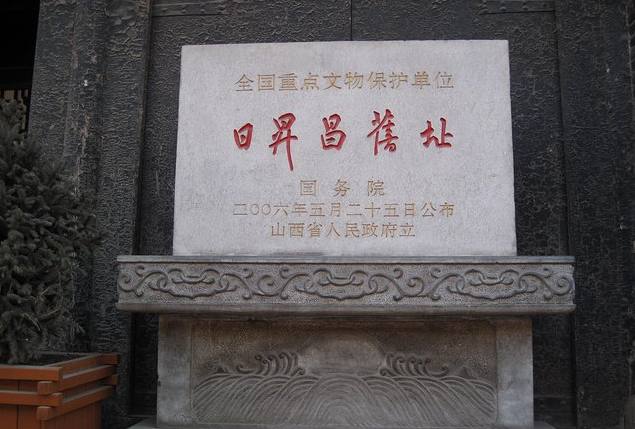 全国重点文物保护单位
日昇昌舊址
国务院
二〇〇六年五月二十五日公布
山西省人民政府立